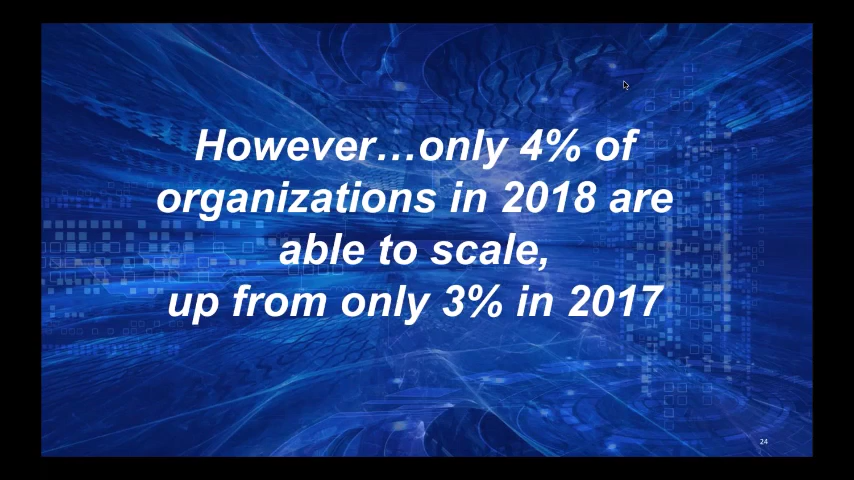 However…only 4% of
organizations in 2018 are
able to scale,
up from only 3% in 2017
24